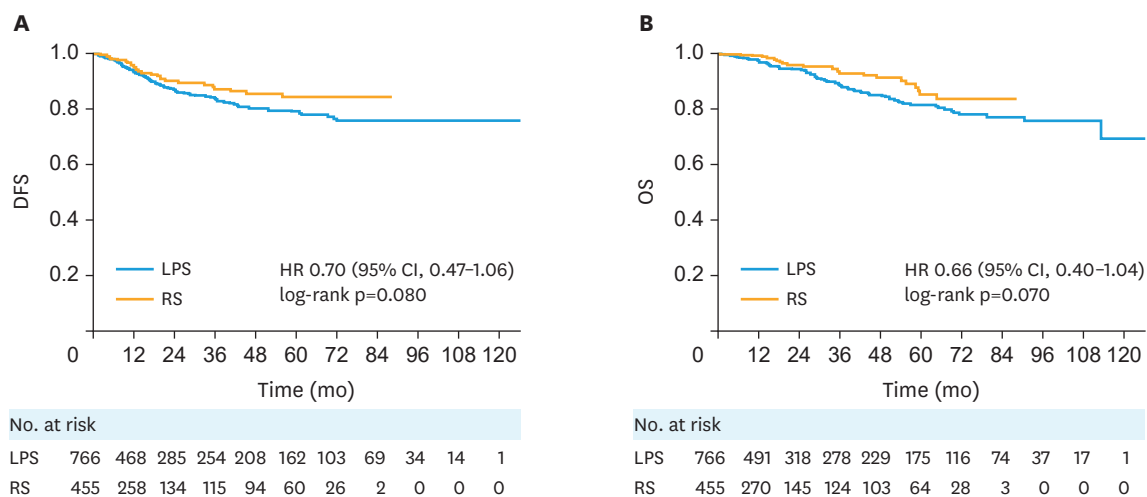 A
1.0
0.8
0.6
0.4
0.2
0
DFS
LPS
RS
HR 0.70 (95% CI, 0.47–1.06)
log-rank p=0.080
12 24 36 48 60 72 84 96 108 120
Time (mo)
No. at risk
LPS 766 468 285 254 208 162 103 69 34 14 1
RS 455 258 134 115 94 60 26 2 0 0 0
B
1.0
0.8
0.6
0.4
0.2
0
OS
LPS
RS
HR 0.66 (95% CI, 0.40–1.04)
log-rank p=0.070
12 24 36 48 60 72 84 96 108 120
Time (mo)
No. at risk
LPS 766 491 318 278 229 175 116 74 37 17 1
RS 455 270 145 124 103 64 28 3 0 0 0